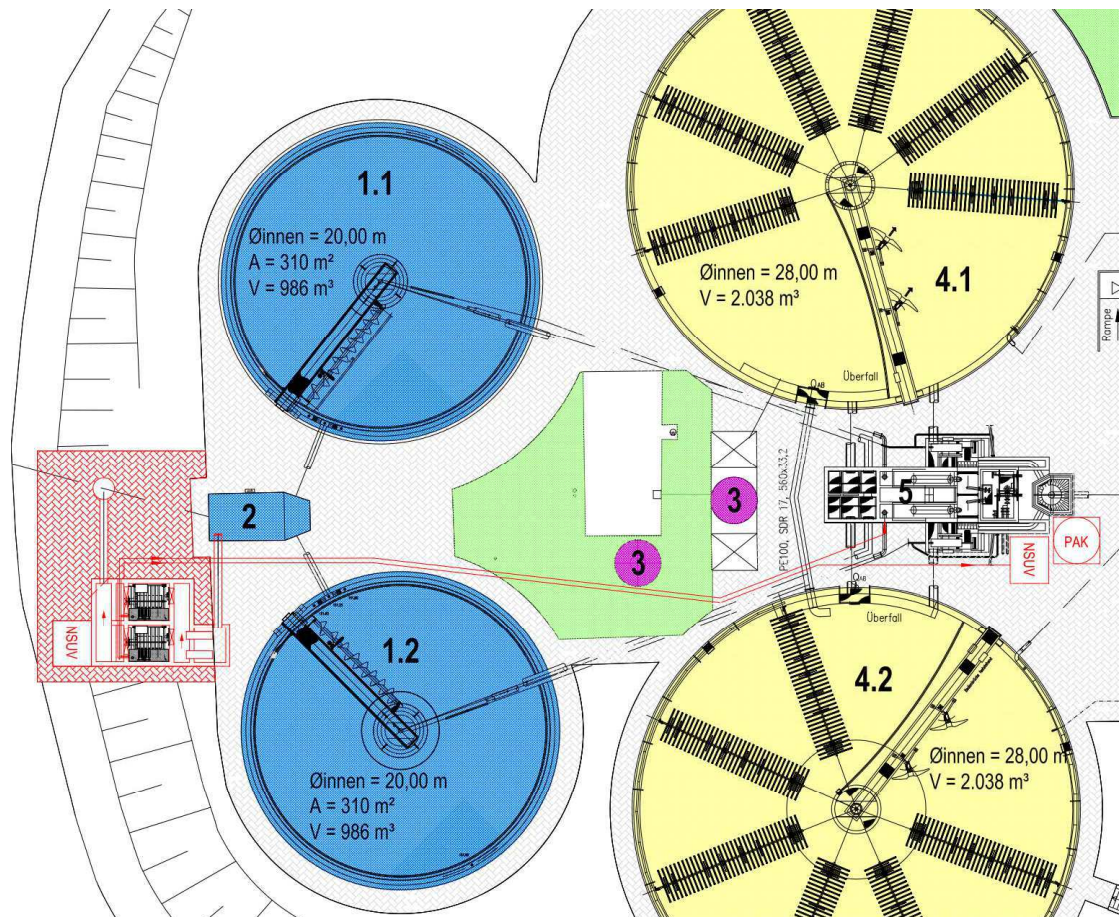 1.1
Øinnen = 20,00 m
A = 310 m²
V = 986 m³
Øinnen = 28,00 m
V = 2.038 m³
4.1
Rampe
Überfall
QAB
2
3
3
PE100, SDR 17, 560x33,2
5
PAK
NSUV
NSUV
QAB
Überfall
1.2
4.2
Øinnen = 20,00 m
A = 310 m²
V = 986 m³
Øinnen = 28,00 m
V = 2.038 m³